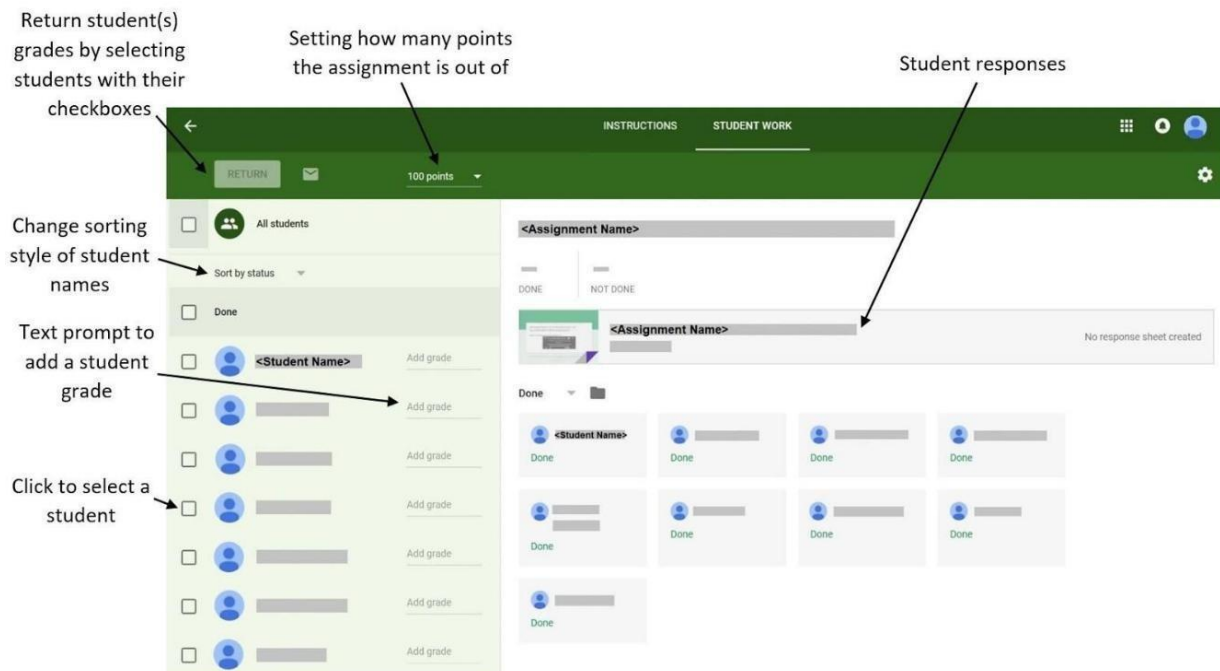 Return student(s)
grades by selecting
students with their
checkboxes
Setting how many points
the assignment is out of
Student responses
INSTRUCTIONS STUDENT WORK
RETURN
100 points
All students
Change sorting
style of student
names
Sort by status
Done
Text prompt to
add a student
grade
<Student Name> Add grade
Add grade
Add grade
Click to select a
student
Add grade
Add grade
Add grade
Add grade
<Assignment Name>
DONE NOT DONE
<Assignment Name>
No response sheet created
Done
<Student Name>
Done Done Done Done
Done Done Done Done
Done